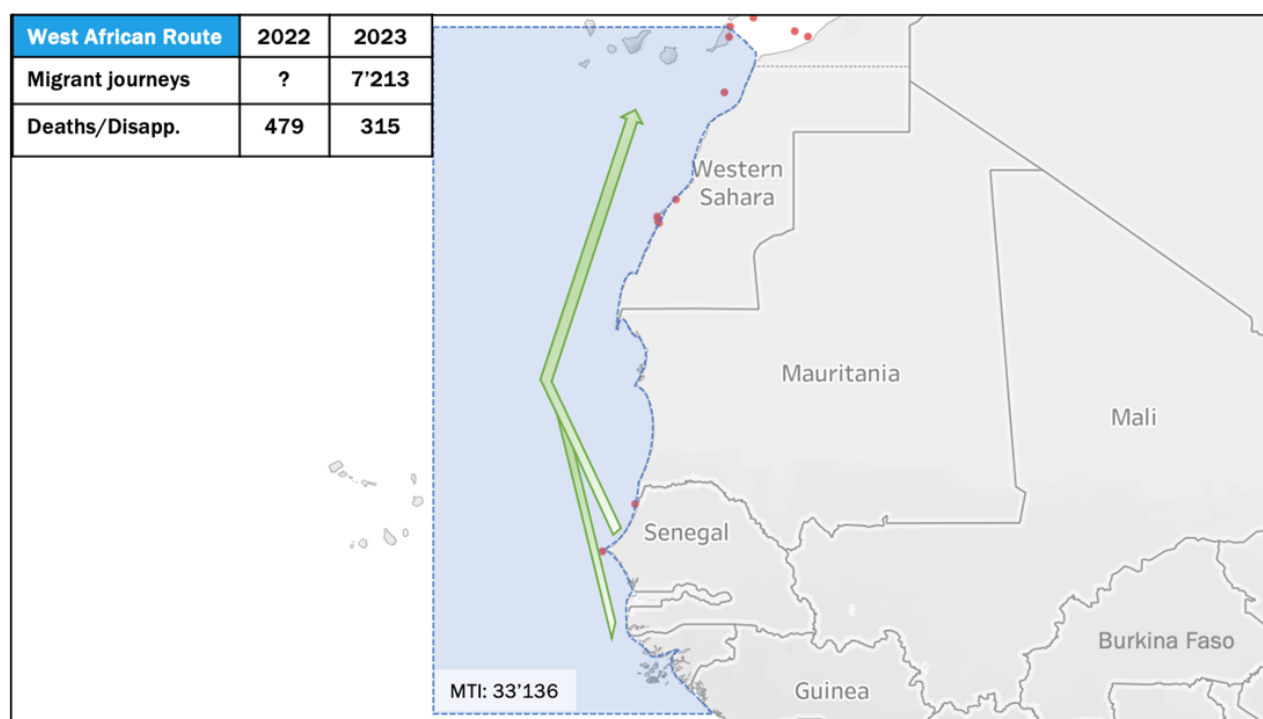 West African Route 2022 2023
Migrant journeys ? 7’213
Deaths/Disapp. 479 315
Western
Sahara
Mauritania
Mali
Senegal
Burkina Faso
MTI: 33’136
Guinea